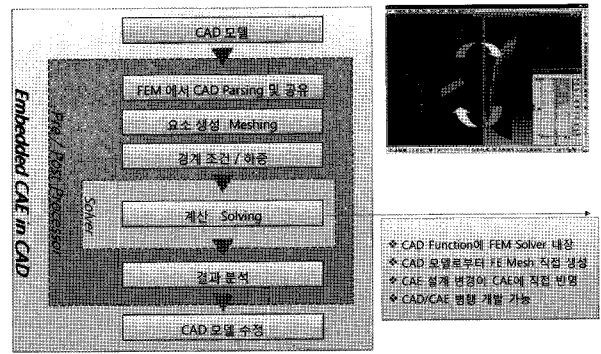 CAD 모델
FEM 에서 CAD Parsing 및 공유
요소 생성 Meshing
경계 조건 / 하중
계산 Solving
결과 분석
CAD 모델 수정
Embedded CAE in CAD
Pre / Post Processor
Solver
❖ CAD Function에 FEM Solver 내장
❖ CAD 모델로부터 FE Mesh 직접 생성
❖ CAE 설계 변경이 CAE에 직접 반영
❖ CAD/CAE 병행 개발 가능